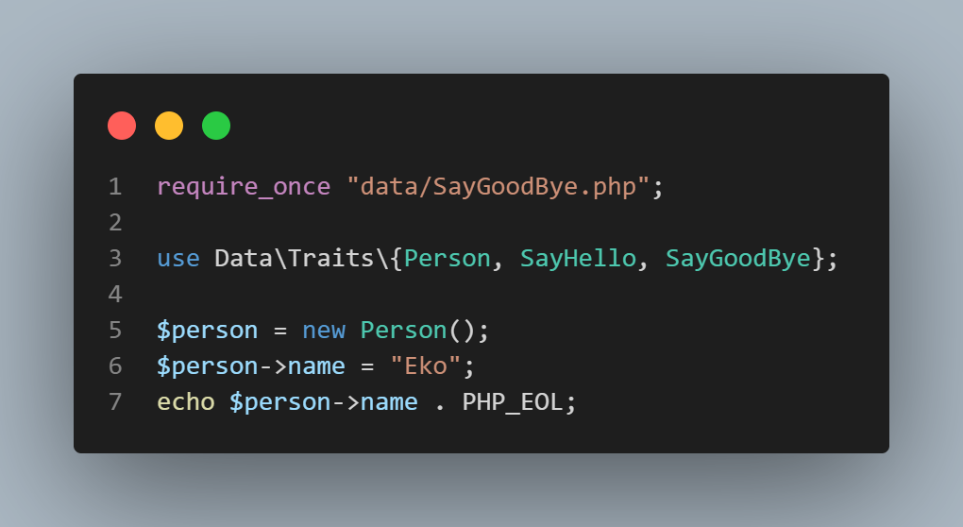 1 require_once "data/SayGoodBye.php";
2
3 use Data\Traits\{Person, SayHello, SayGoodBye};
4
5 $person = new Person();
6 $person->name = "Eko";
7 echo $person->name . PHP_EOL;